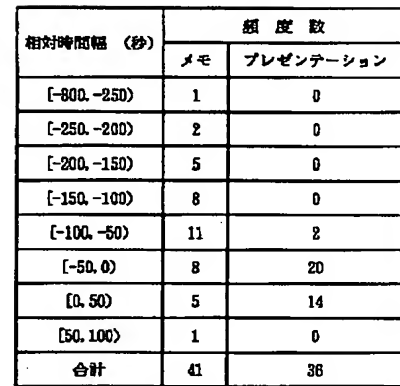 相対時間幅 (秒) 頻度数
メモ プレゼンテーション
[-800, -250) 1 0
[-250, -200) 2 0
[-200, -150) 5 0
[-150, -100) 8 0
[-100, -50) 11 2
[-50, 0) 8 20
[0, 50) 5 14
[50, 100) 1 0
合計 41 36